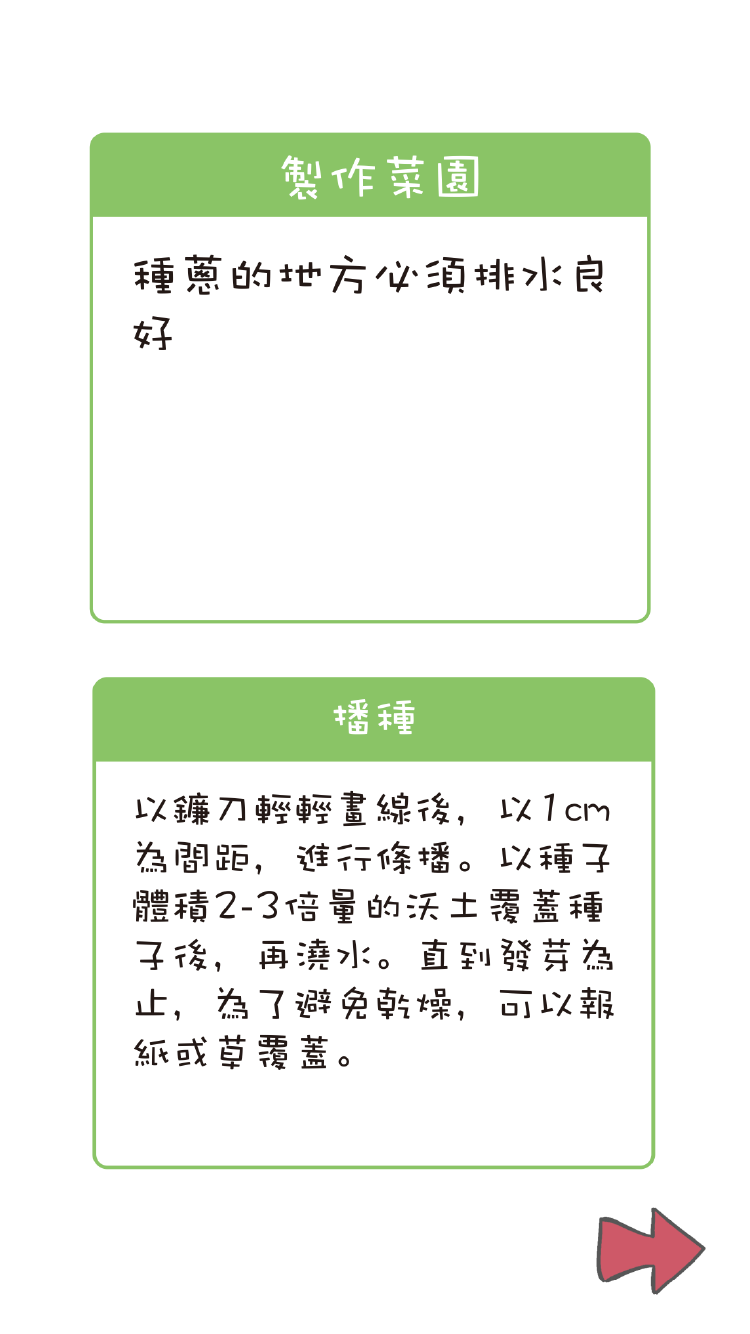 製作菜園
種蔥的地方必須排水良
好
播種
以鐮刀輕輕畫線後，以1cm
為間距，進行條播。以種子
體積2-3倍量的沃土覆蓋種
子後，再澆水。直到發芽為
止，為了避免乾燥，可以報
紙或草覆蓋。